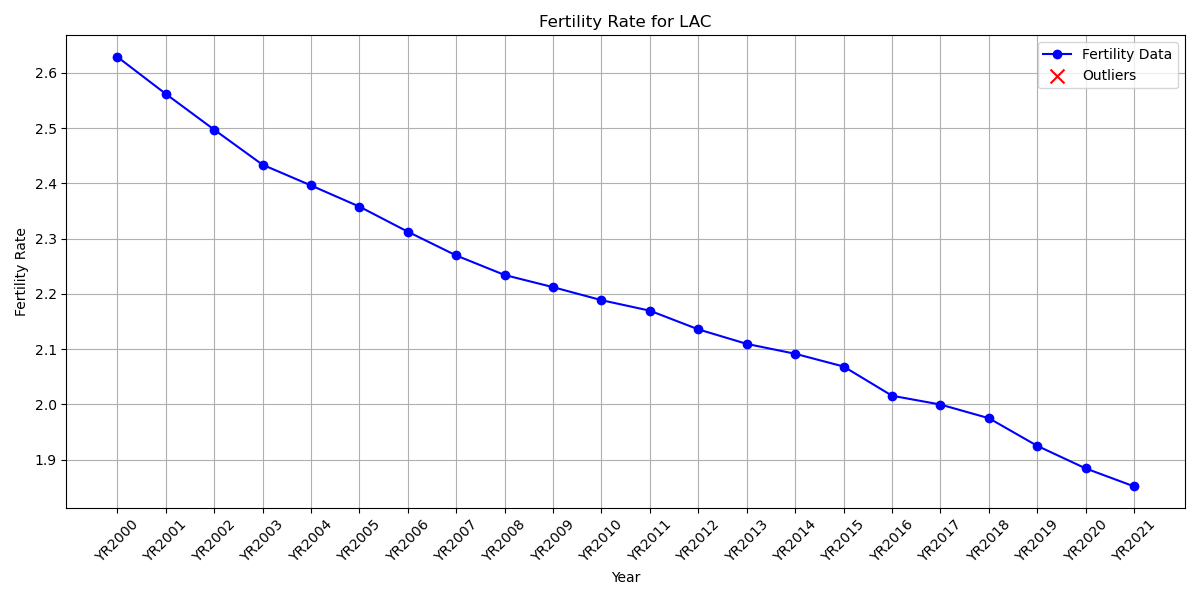 Fertility Rate for LAC
Fertility Data
Outliers
Fertility Rate
2.6
2.5
2.4
2.3
2.2
2.1
2.0
1.9
YR2000
YR2001
YR2002
YR2003
YR2004
YR2005
YR2006
YR2007
YR2008
YR2009
YR2010
YR2011
YR2012
YR2013
YR2014
YR2015
YR2016
YR2017
YR2018
YR2019
YR2020
YR2021
Year